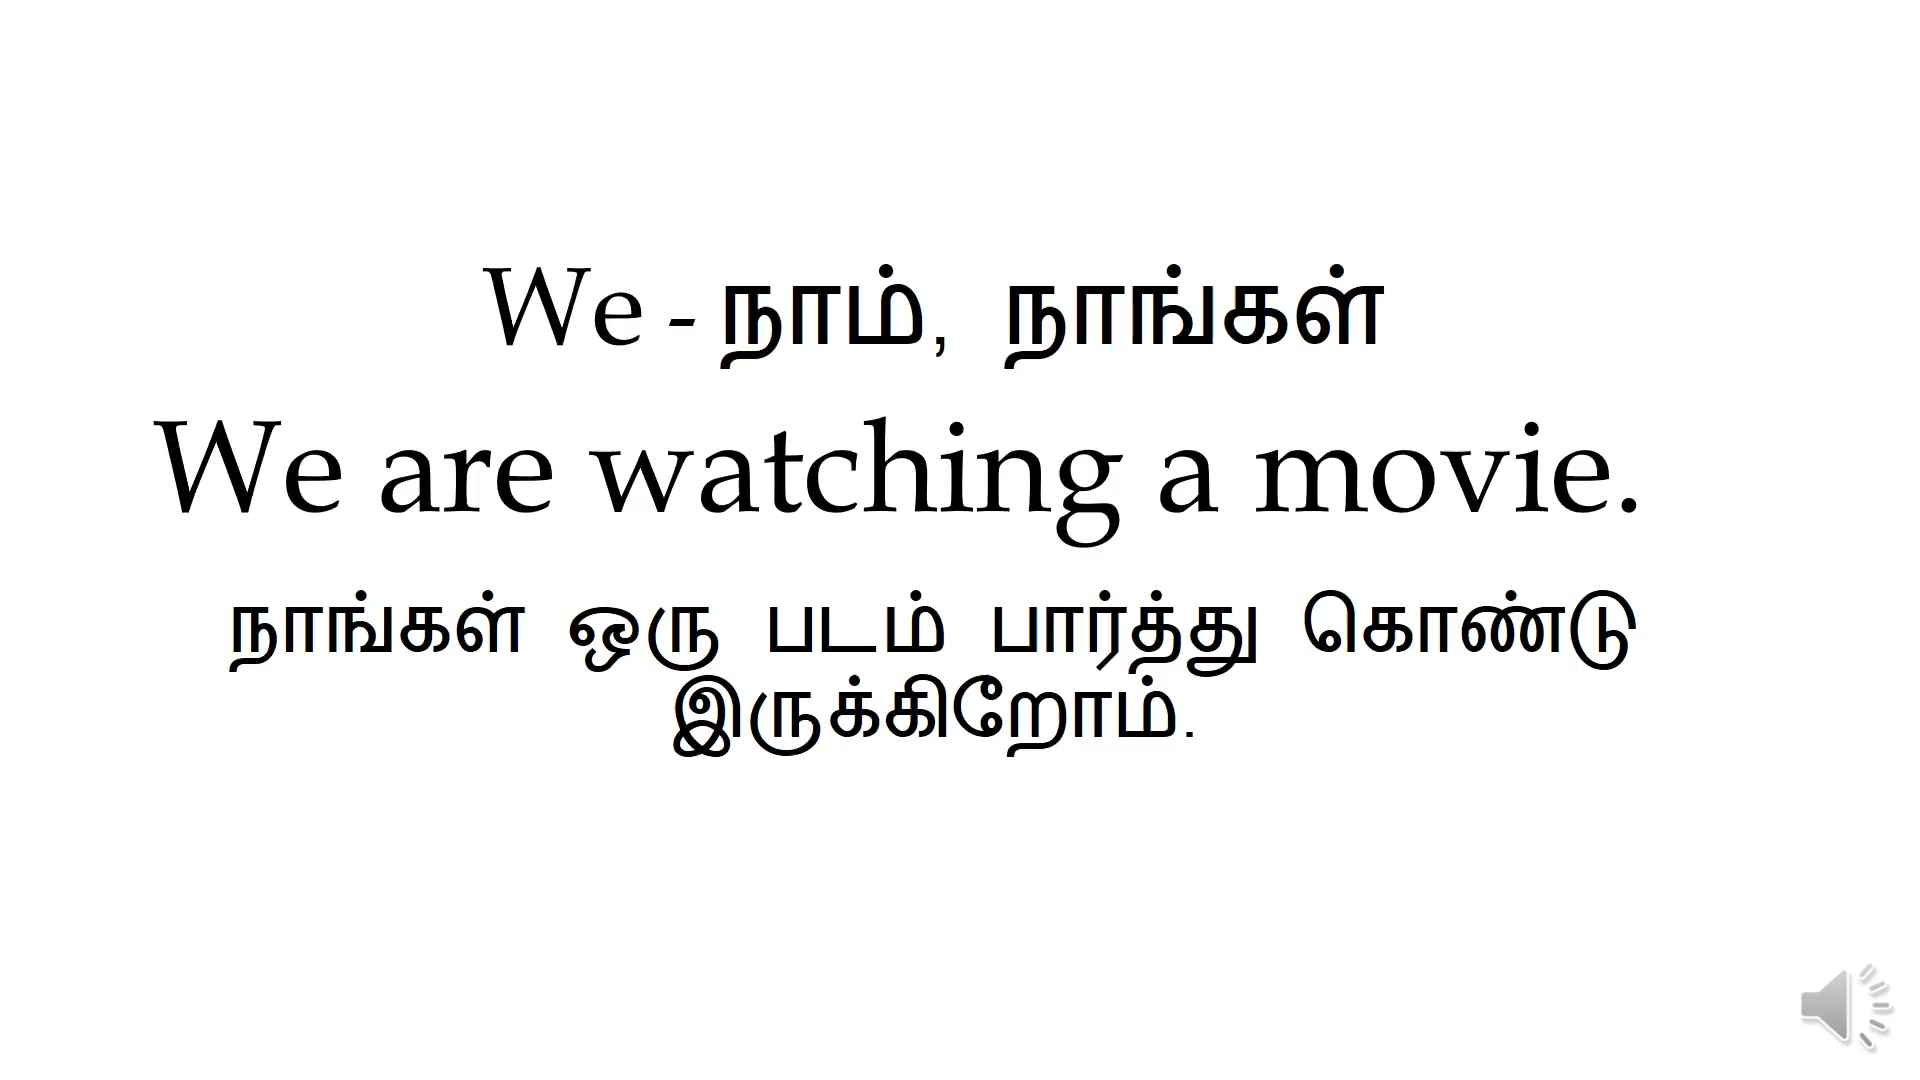 We - நாம், நாங்கள்
We are watching a movie.
நாங்கள் ஒரு படம் பார்த்து கொண்டு
இருக்கிறோம்.